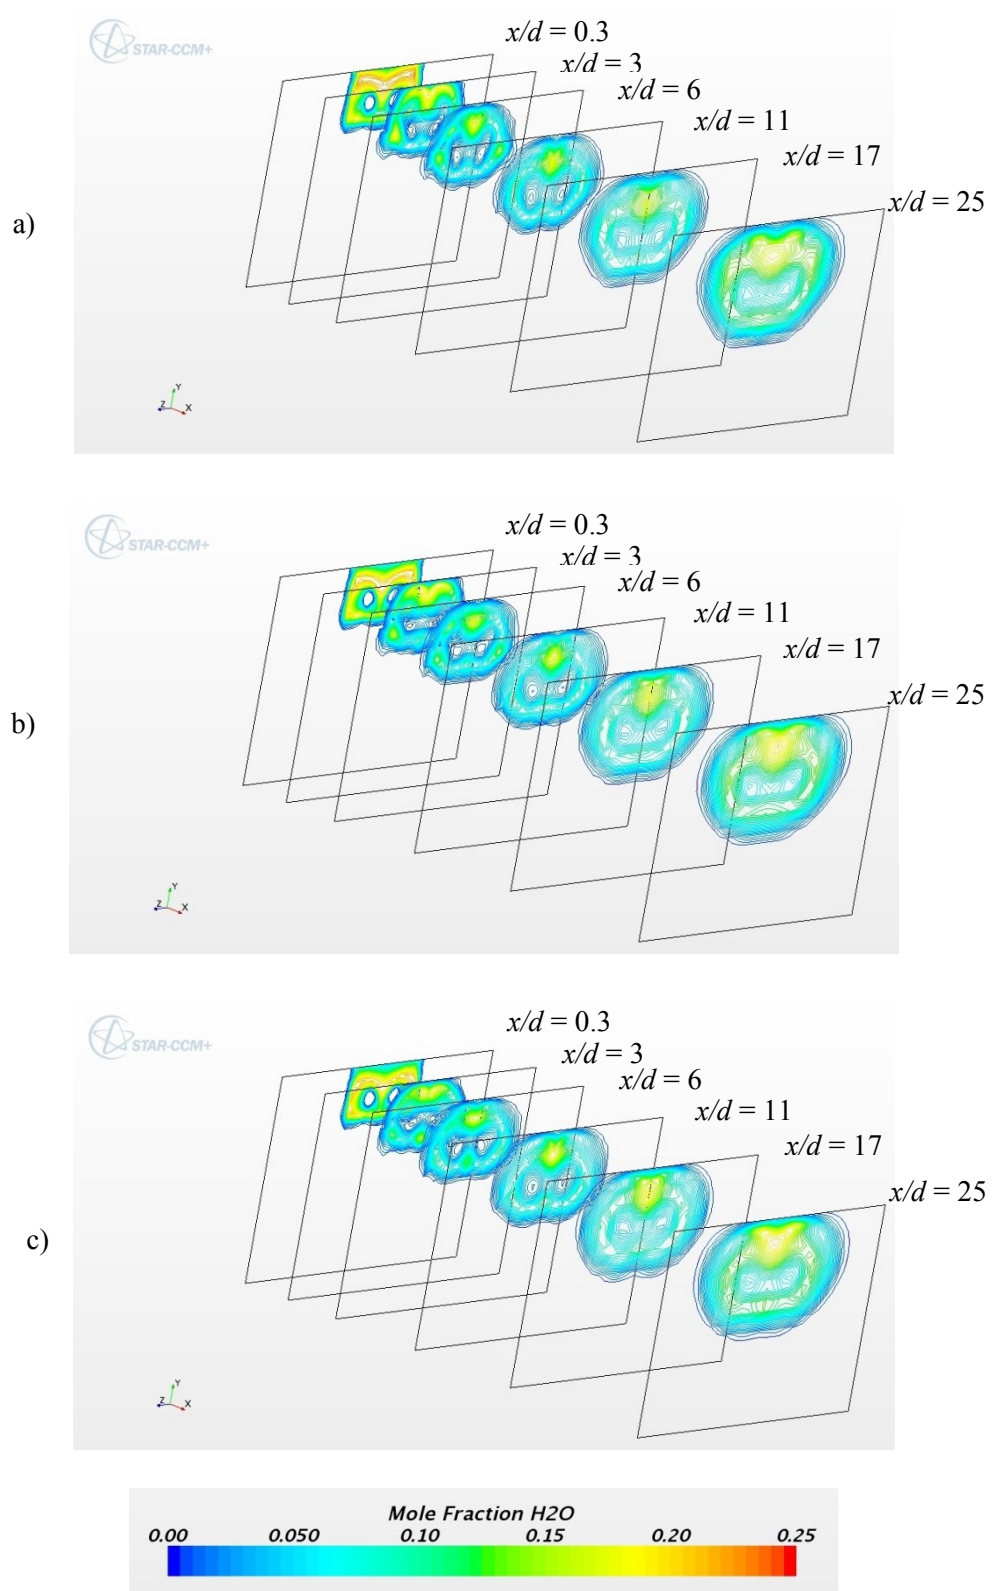 STAR-CCM+
x/d = 0.3
x/d = 3
x/d = 6
x/d = 11
x/d = 17
x/d = 25
a)
Y
Z X
STAR-CCM+
x/d = 0.3
x/d = 3
x/d = 6
x/d = 11
x/d = 17
x/d = 25
b)
Y
Z X
STAR-CCM+
x/d = 0.3
x/d = 3
x/d = 6
x/d = 11
x/d = 17
x/d = 25
c)
Y
Z X
Mole Fraction H2O
0.00 0.050 0.10 0.15 0.20 0.25